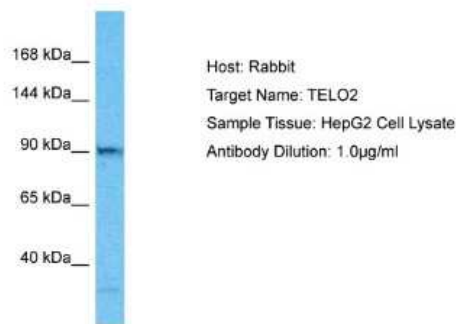 168 kDa
144 kDa
90 kDa
65 kDa
40 kDa
Host: Rabbit
Target Name: TELO2
Sample Tissue: HepG2 Cell Lysate
Antibody Dilution: 1.0µg/ml